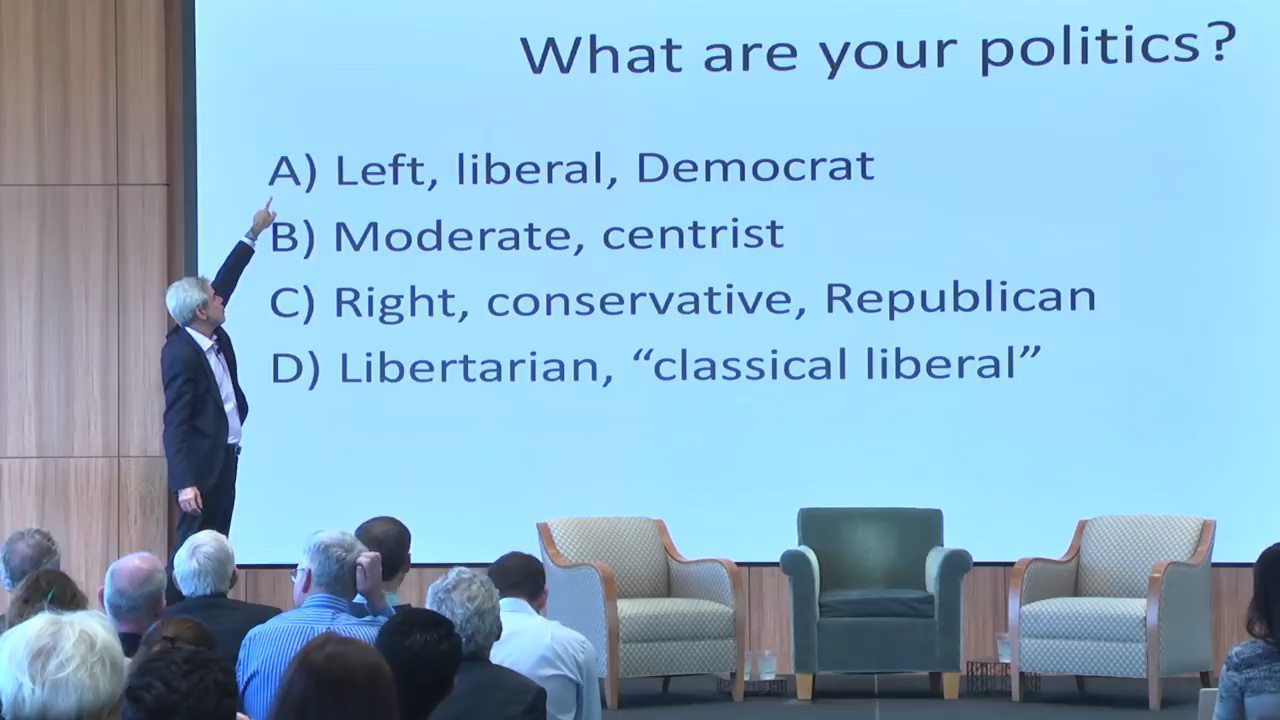 What are your politics?
A) Left, liberal, Democrat
B) Moderate, centrist
C) Right, conservative, Republican
D) Libertarian, “classical liberal”